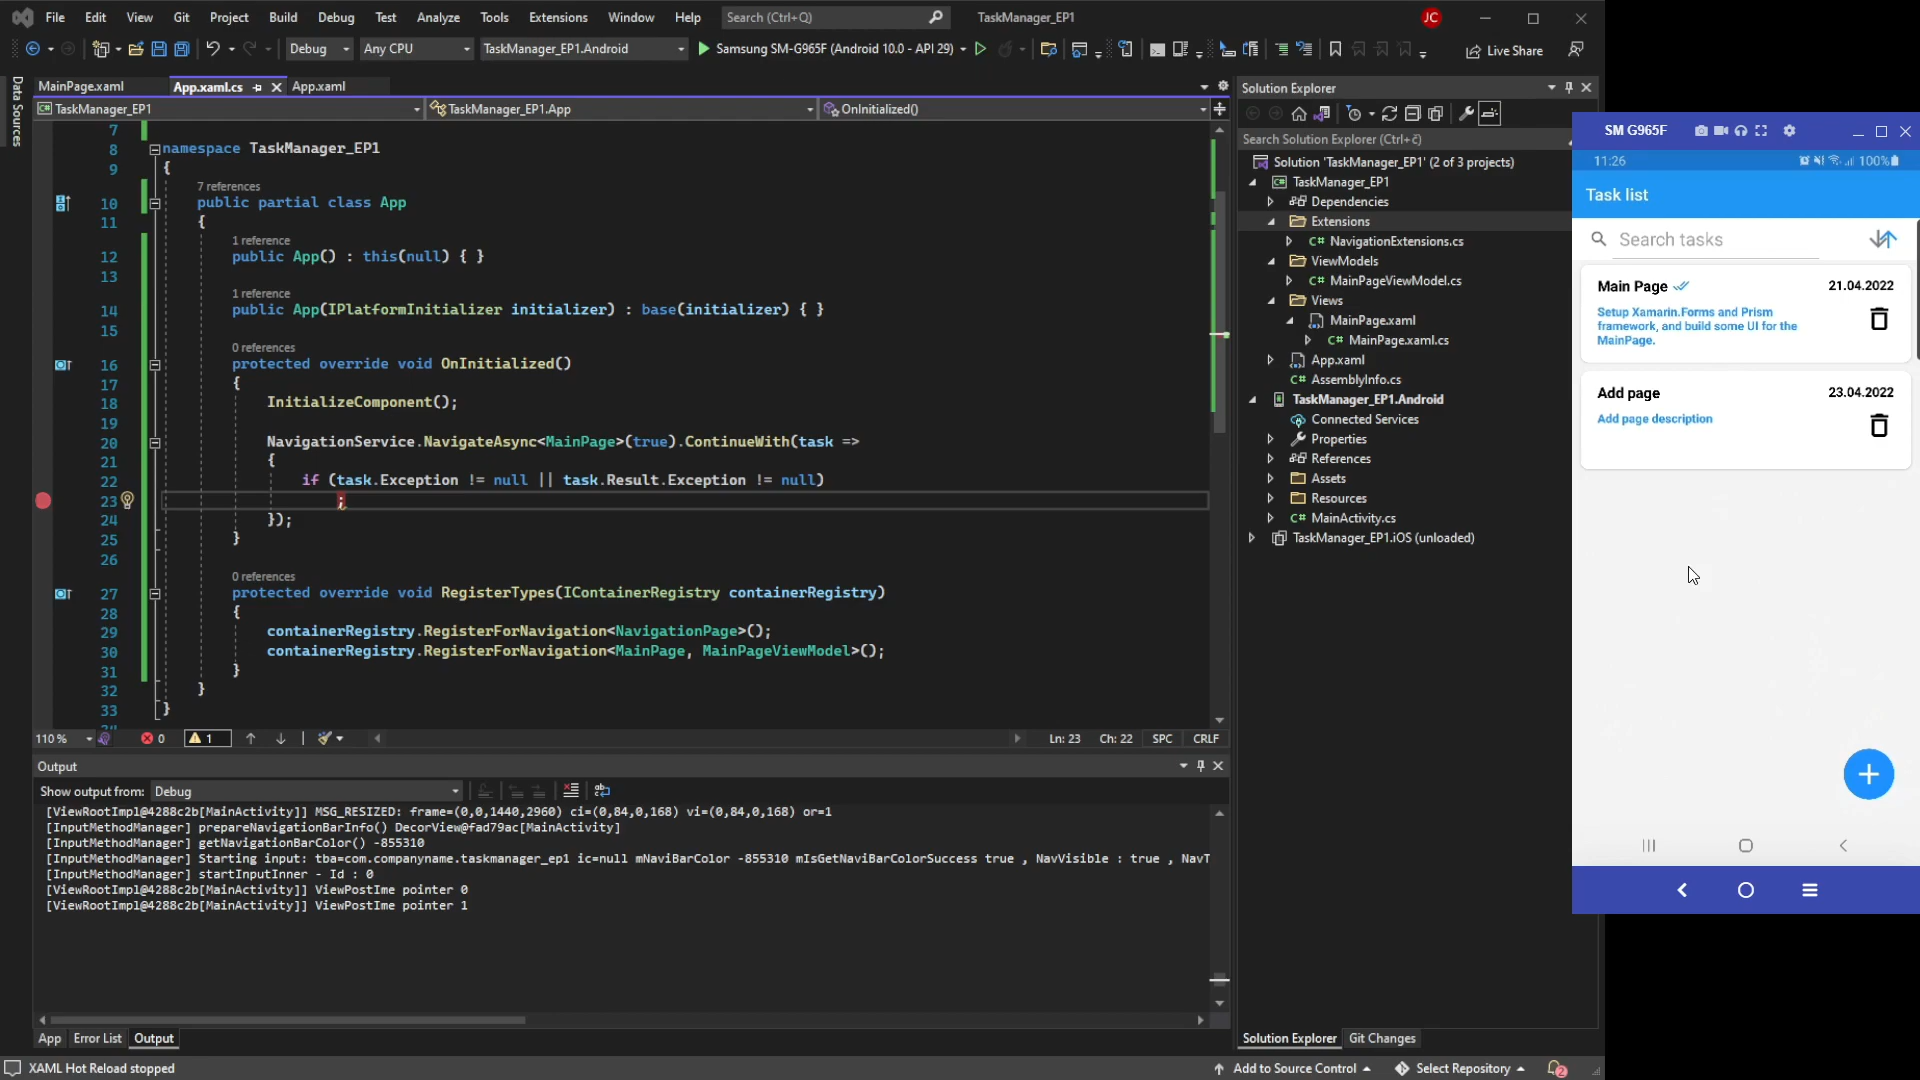 File Edit View Git Project Build Debug Test Analyze Tools Extensions Window Help Search (Ctrl+Q) TaskManager_EP1 JC
Debug Any CPU TaskManager_EP1.Android Samsung SM-G965F (Android 10.0 - API 29) Live Share
Data Sources
MainPage.xaml App.xaml.cs App.xaml
TaskManager_EP1 TaskManager_EP1.App OnInitialized()
7
8 namespace TaskManager_EP1
9 {
7 references
10 public partial class App
11 {
1 reference
12 public App() : this(null) { }
13
1 reference
14 public App(IPlatformInitializer initializer) : base(initializer) { }
15
0 references
16 protected override void OnInitialized()
17 {
18 InitializeComponent();
19
20 NavigationService.NavigateAsync<MainPage>(true).ContinueWith(task =>
21 {
22 if (task.Exception != null || task.Result.Exception != null)
23 ;
24 });
25 }
26
0 references
27 protected override void RegisterTypes(IContainerRegistry containerRegistry)
28 {
29 containerRegistry.RegisterForNavigation<NavigationPage>();
30 containerRegistry.RegisterForNavigation<MainPage, MainPageViewModel>();
31 }
32 }
33 }
110 % 0 1 Ln: 23 Ch: 22 SPC CRLF
Output
Show output from: Debug
[ViewRootImpl@4288c2b[MainActivity]] MSG_RESIZED: frame=(0,0,1440,2960) ci=(0,84,0,168) vi=(0,84,0,168) or=1
[InputMethodManager] prepareNavigationBarInfo() DecorView@fad79ac[MainActivity]
[InputMethodManager] getNavigationBarColor() -855310
[InputMethodManager] Starting input: tba=com.companyname.taskmanager_ep1 ic=null mNaviBarColor -855310 mIsGetNaviBarColorSuccess true , NavVisible : true , NavT
[InputMethodManager] startInputInner - Id : 0
[ViewRootImpl@4288c2b[MainActivity]] ViewPostIme pointer 0
[ViewRootImpl@4288c2b[MainActivity]] ViewPostIme pointer 1
App Error List Output
XAML Hot Reload stopped
Solution Explorer
Search Solution Explorer (Ctrl+č)
Solution 'TaskManager_EP1' (2 of 3 projects)
TaskManager_EP1
Dependencies
Extensions
C# NavigationExtensions.cs
ViewModels
C# MainPageViewModel.cs
Views
MainPage.xaml
C# MainPage.xaml.cs
App.xaml
C# AssemblyInfo.cs
TaskManager_EP1.Android
Connected Services
Properties
References
Assets
Resources
C# MainActivity.cs
TaskManager_EP1.iOS (unloaded)
Solution Explorer Git Changes
Add to Source Control Select Repository 2
SM G965F
11:26 100%
Task list
Search tasks
Main Page 21.04.2022
Setup Xamarin.Forms and Prism
framework, and build some UI for the
MainPage.
Add page 23.04.2022
Add page description